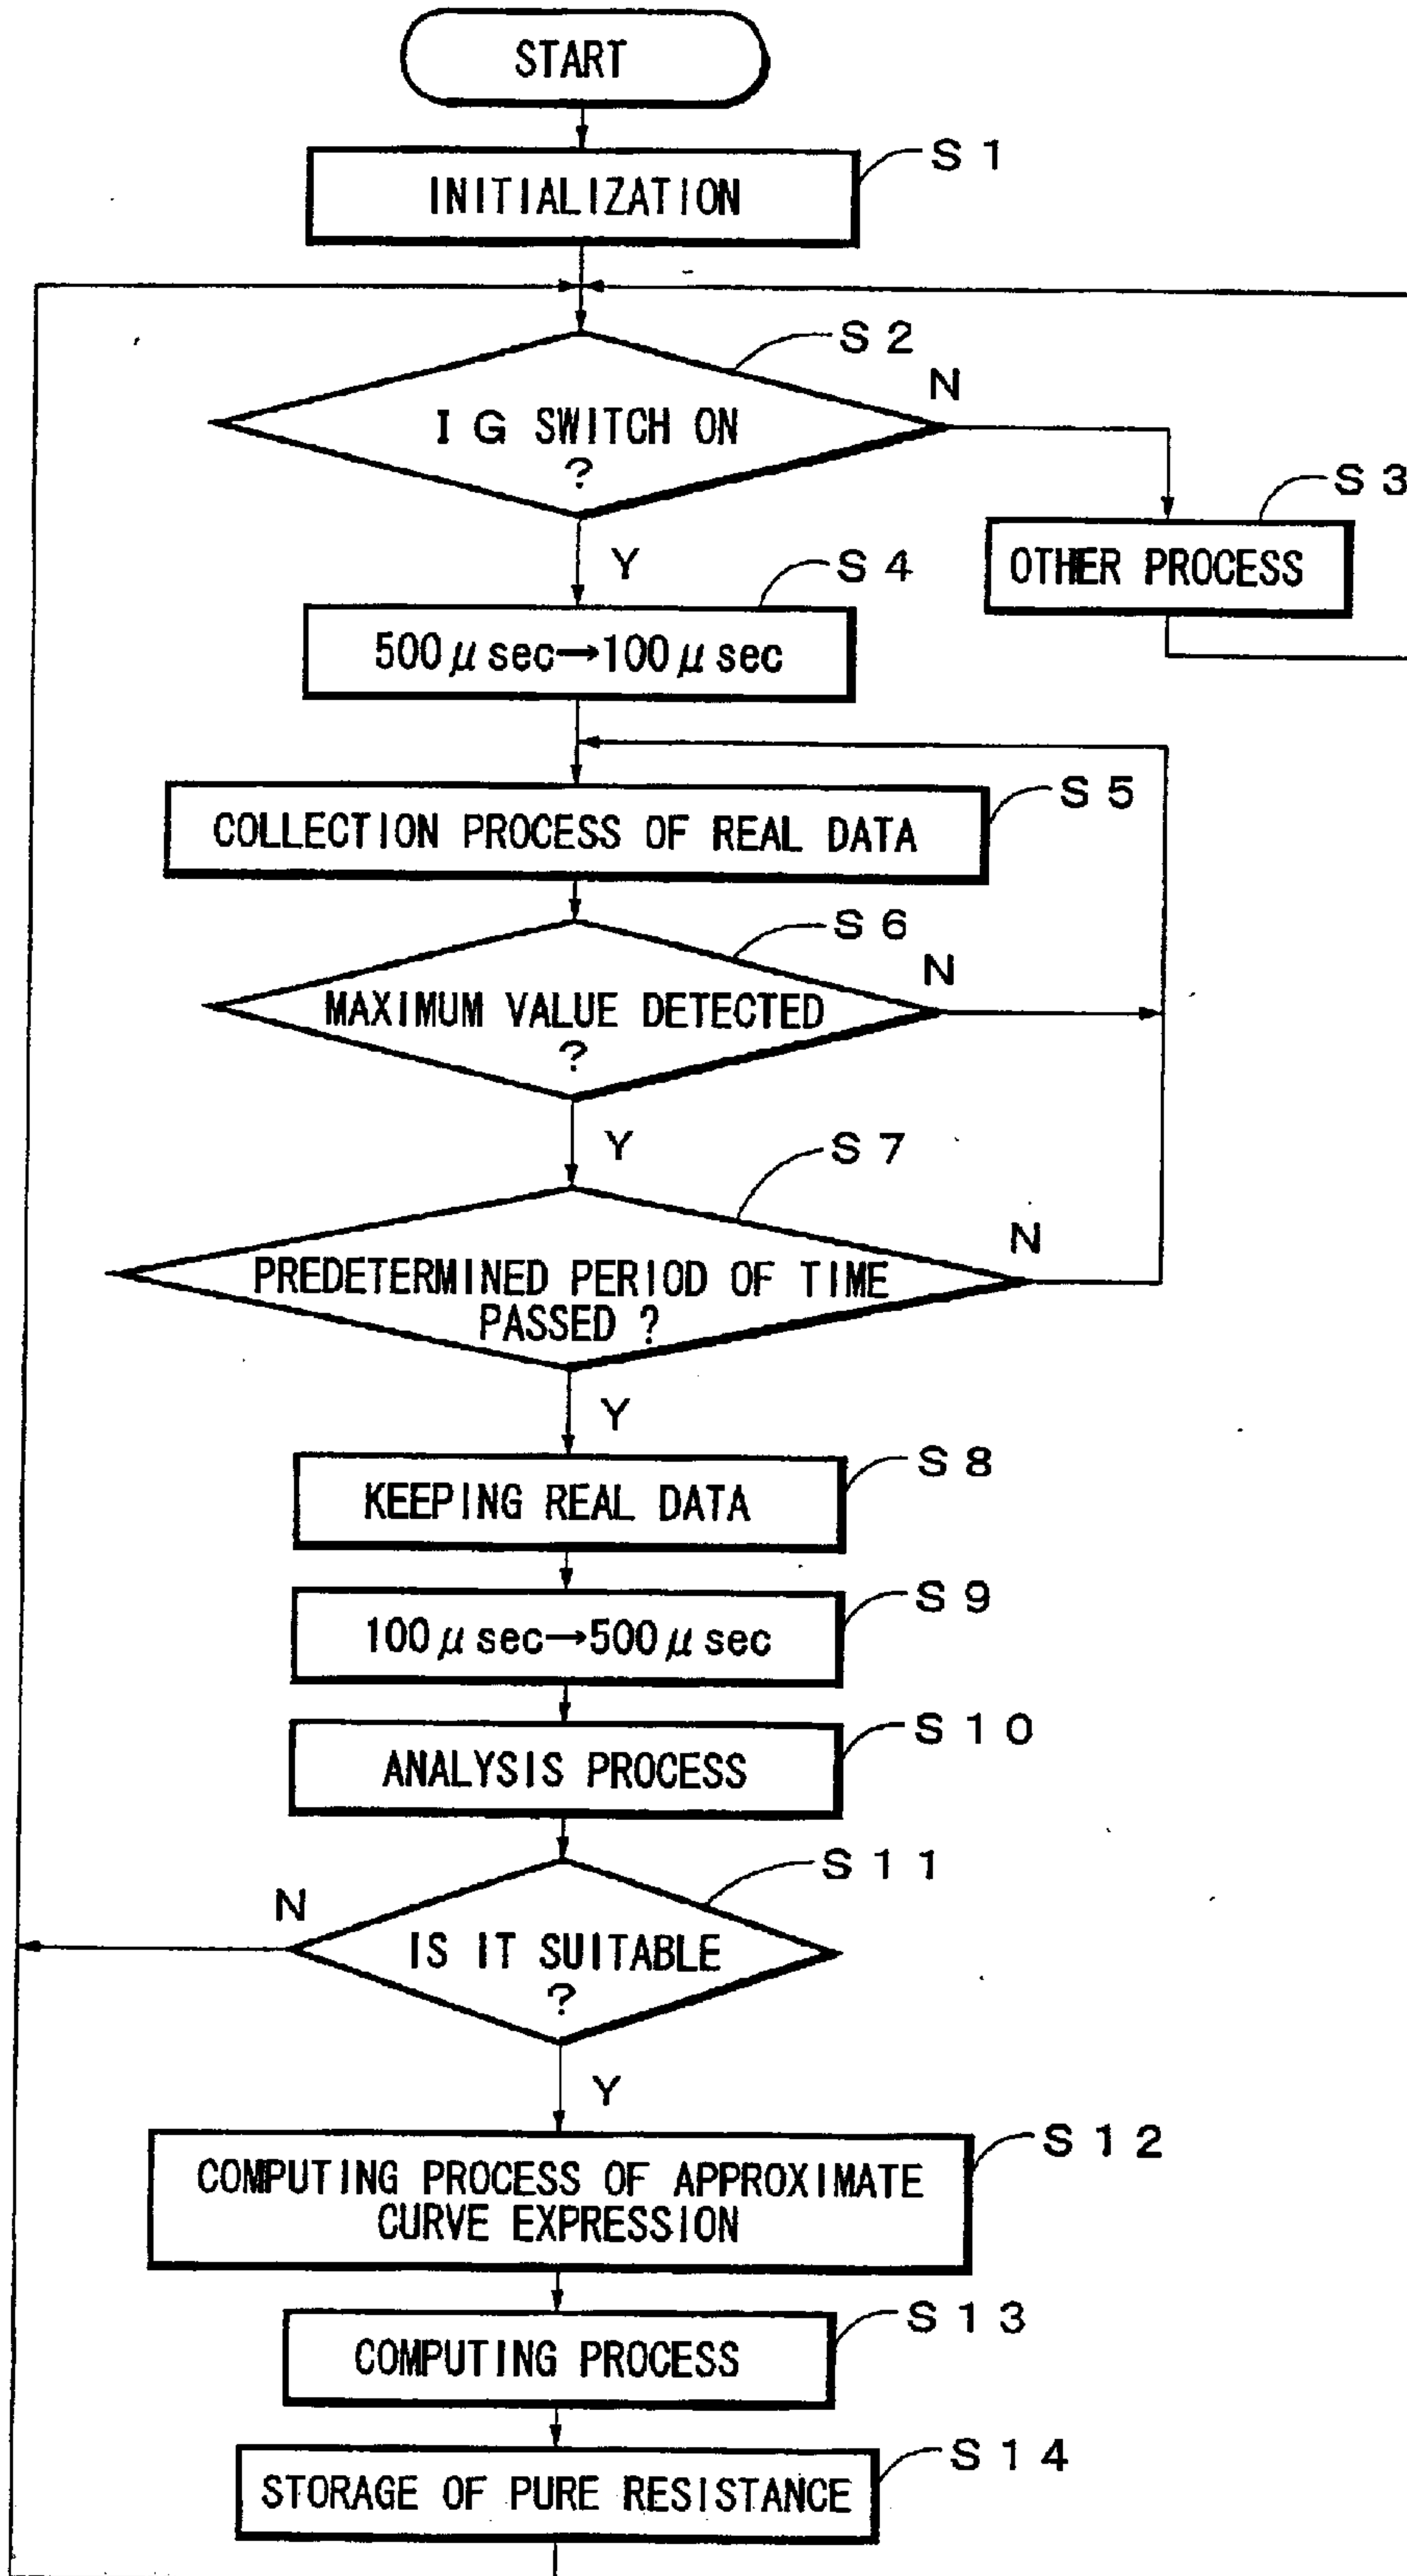 START
INITIALIZATION
S 1
S 2
N
I G SWITCH ON
?
S 3
OTHER PROCESS
Y
S 4
500 μ sec→100 μ sec
S 5
COLLECTION PROCESS OF REAL DATA
S 6
N
MAXIMUM VALUE DETECTED
?
Y
S 7
N
PREDETERMINED PERIOD OF TIME
PASSED ?
Y
S 8
KEEPING REAL DATA
S 9
100 μ sec→500 μ sec
S 1 0
ANALYSIS PROCESS
S 1 1
N
IS IT SUITABLE
?
Y
S 1 2
COMPUTING PROCESS OF APPROXIMATE
CURVE EXPRESSION
S 1 3
COMPUTING PROCESS
S 1 4
STORAGE OF PURE RESISTANCE